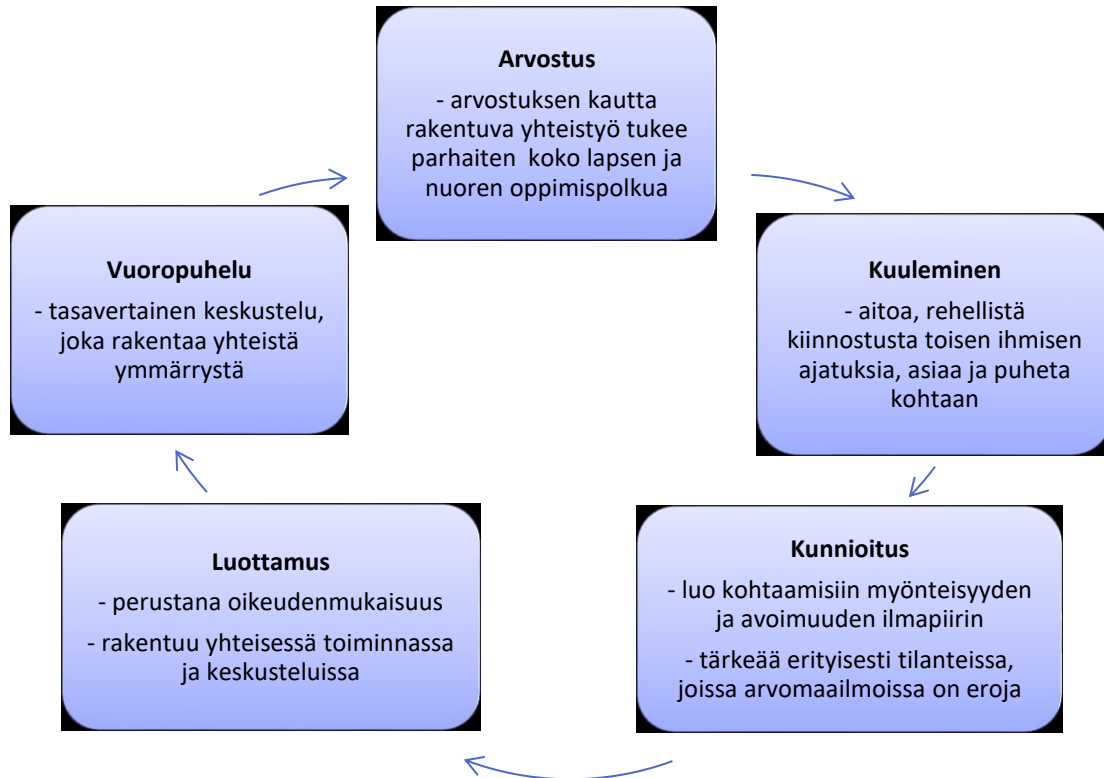 Arvostus
- arvostuksen kautta
rakentuva yhteistyö tukee
parhaiten koko lapsen ja
nuoren oppimispolkua
Kuuleminen
- aitoa, rehellistä
kiinnostusta toisen ihmisen
ajatuksia, asiaa ja puheta
kohtaan
Kunnioitus
- luo kohtaamisiin myönteisyyden
ja avoimuuden ilmapiirin
- tärkeää erityisesti tilanteissa,
joissa arvomaailmoissa on eroja
Luottamus
- perustana oikeudenmukaisuus
- rakentuu yhteisessä toiminnassa
ja keskusteluissa
Vuoropuhelu
- tasavertainen keskustelu,
joka rakentaa yhteistä
ymmärrystä